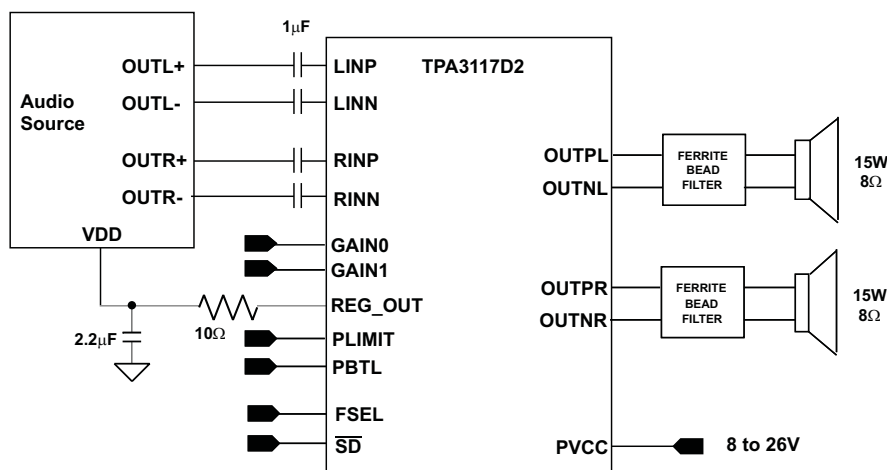 1μF
OUTL+
LINP
TPA3117D2
OUTL-
LINN
Audio
Source
OUTR+
RINP
OUTR-
RINN
VDD
GAIN0
GAIN1
REG_OUT
10Ω
2.2μF
PLIMIT
PBTL
FSEL
SD
OUTPL
OUTNL
FERRITE
BEAD
FILTER
15W
8Ω
OUTPR
OUTNR
FERRITE
BEAD
FILTER
15W
8Ω
PVCC
8 to 26V